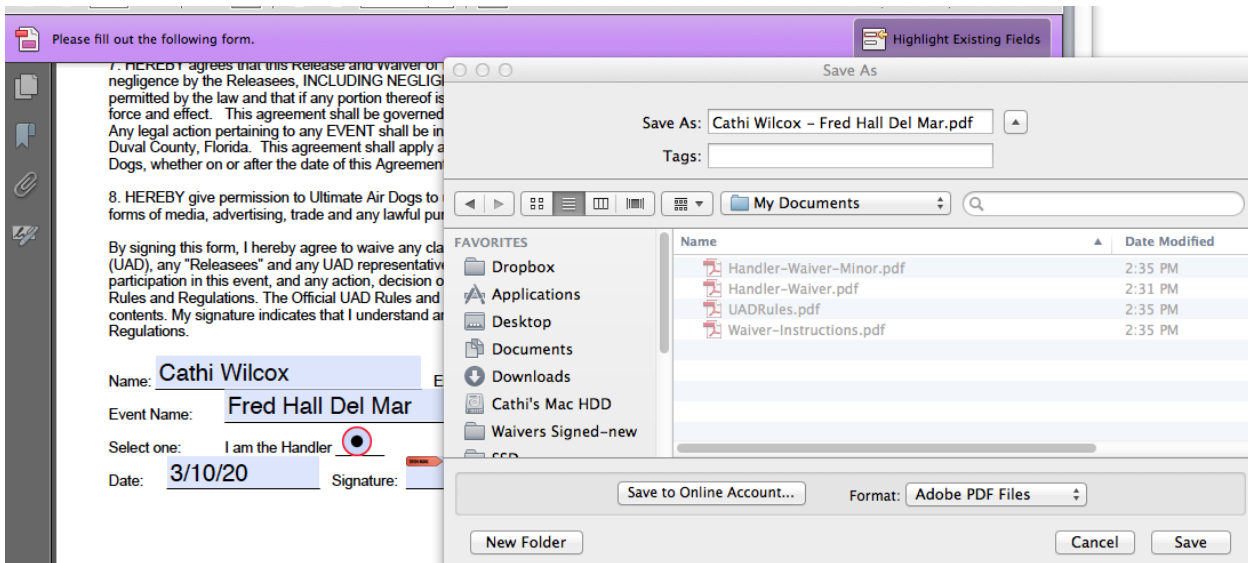 Please fill out the following form.
Highlight Existing Fields
7. HEREBY agrees that this Release and Waiver of
negligence by the Releasees, INCLUDING
permitted by the law and that if any portion thereof is
force and effect. This agreement shall be governed
Any legal action pertaining to any EVENT shall be in
Duval County, Florida. This agreement shall apply a
Dogs, whether on or after the date of this Agreement
8. HEREBY give permission to Ultimate Air Dogs to
forms of media, advertising, trade and any lawful pur
By signing this form, I hereby agree to waive any cla
(UAD), any "Releasees" and any UAD representative
participation in this event, and any action, decision o
Rules and Regulations. The Official UAD Rules and
contents. My signature indicates that I understand an
Regulations.
Name: Cathi Wilcox E
Event Name: Fred Hall Del Mar
Select one: I am the Handler
Date: 3/10/20 Signature:
Save As
Save As: Cathi Wilcox – Fred Hall Del Mar.pdf
Tags:
My Documents
FAVORITES
Dropbox
Applications
Desktop
Documents
Downloads
Cathi's Mac HDD
Waivers Signed-new
SSD
Name Date Modified
Handler-Waiver-Minor.pdf 2:35 PM
Handler-Waiver.pdf 2:31 PM
UADRules.pdf 2:35 PM
Waiver-Instructions.pdf 2:35 PM
Save to Online Account... Format: Adobe PDF Files
New Folder Cancel Save